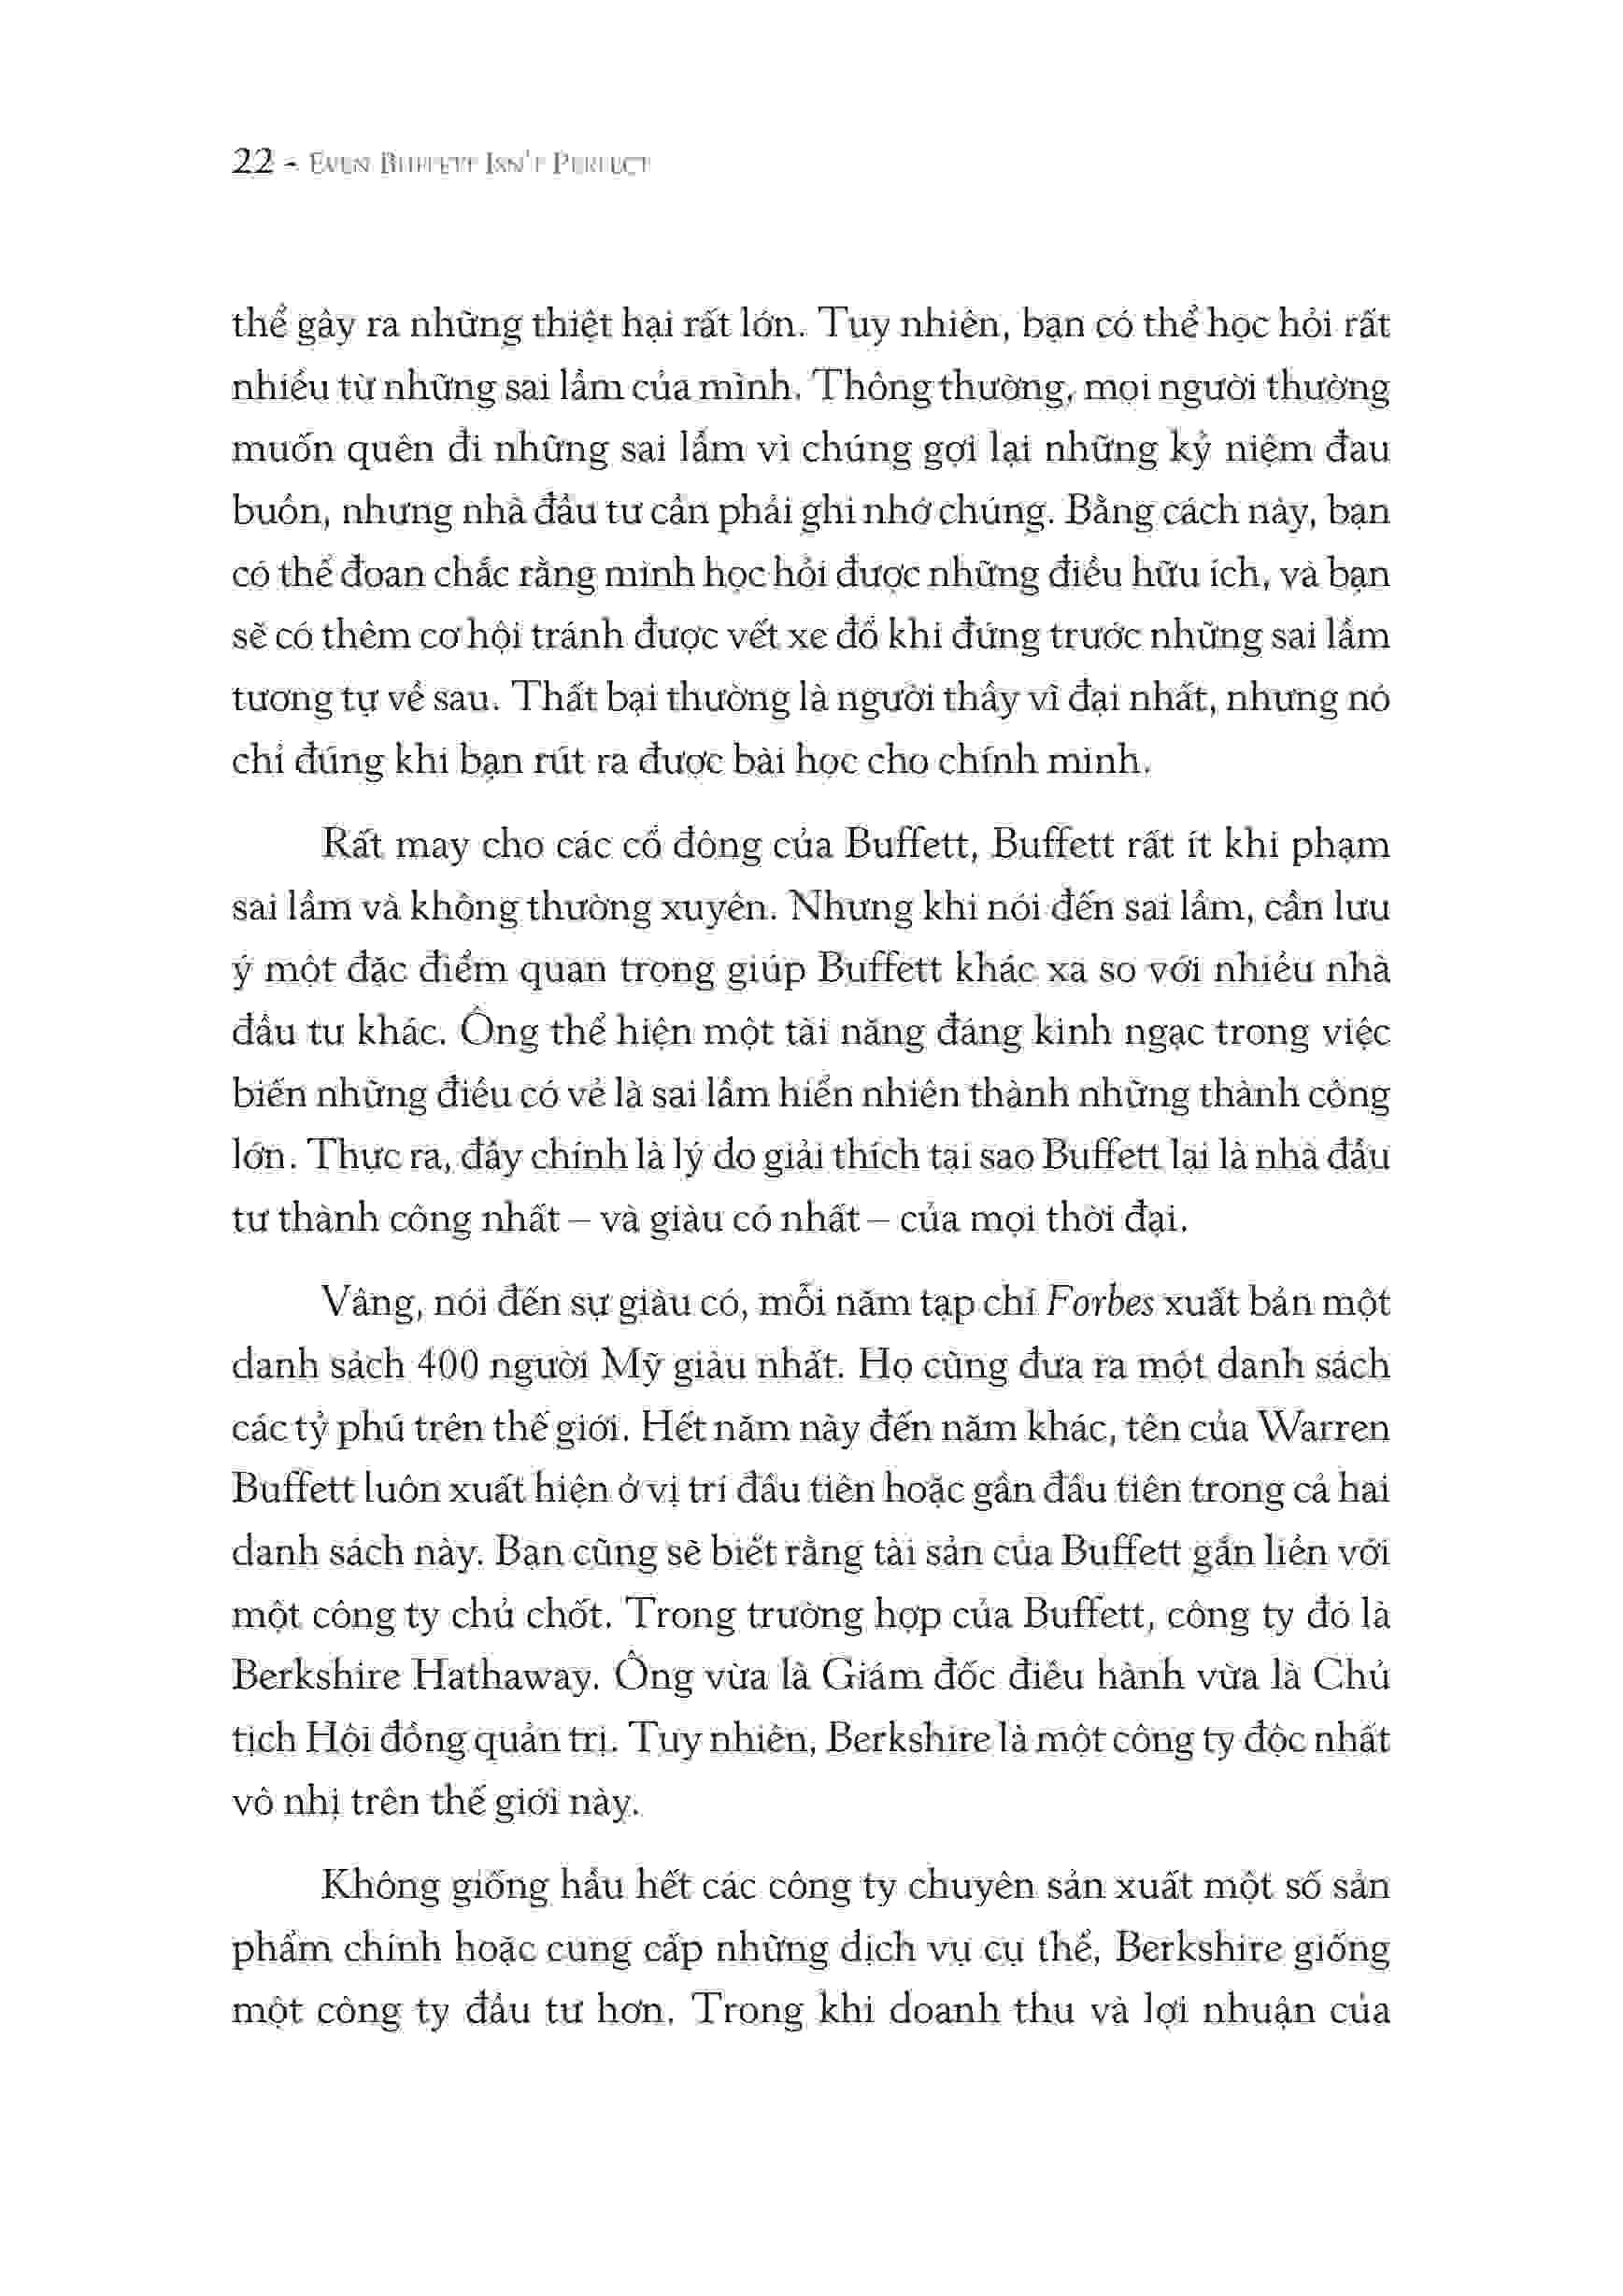 22 - Even Buffett Isn't Perfect
thể gây ra những thiệt hại rất lớn. Tuy nhiên, bạn có thể học hỏi rất
nhiều từ những sai lầm của mình. Thông thường, mọi người thường
muốn quên đi những sai lầm vì chúng gợi lại những kỷ niệm đau
buồn, nhưng nhà đầu tư cần phải ghi nhớ chúng. Bằng cách này, bạn
có thể đoan chắc rằng mình học hỏi được những điều hữu ích, và bạn
sẽ có thêm cơ hội tránh được vết xe đổ khi đứng trước những sai lầm
tương tự về sau. Thất bại thường là người thầy vĩ đại nhất, nhưng nó
chỉ đúng khi bạn rút ra được bài học cho chính mình.
Rất may cho các cổ đông của Buffett, Buffett rất ít khi phạm
sai lầm và không thường xuyên. Nhưng khi nói đến sai lầm, cần lưu
ý một đặc điểm quan trọng giúp Buffett khác xa so với nhiều nhà
đầu tư khác. Ông thể hiện một tài năng đáng kinh ngạc trong việc
biến những điều có vẻ là sai lầm hiển nhiên thành những thành công
lớn. Thực ra, đây chính là lý do giải thích tại sao Buffett lại là nhà đầu
tư thành công nhất – và giàu có nhất – của mọi thời đại.
Vâng, nói đến sự giàu có, mỗi năm tạp chí Forbes xuất bản một
danh sách 400 người Mỹ giàu nhất. Họ cũng đưa ra một danh sách
các tỷ phú trên thế giới. Hết năm này đến năm khác, tên của Warren
Buffett luôn xuất hiện ở vị trí đầu tiên hoặc gần đầu tiên trong cả hai
danh sách này. Bạn cũng sẽ biết rằng tài sản của Buffett gắn liền với
một công ty chủ chốt. Trong trường hợp của Buffett, công ty đó là
Berkshire Hathaway. Ông vừa là Giám đốc điều hành vừa là Chủ
tịch Hội đồng quản trị. Tuy nhiên, Berkshire là một công ty độc nhất
vô nhị trên thế giới này.
Không giống hầu hết các công ty chuyên sản xuất một số sản
phẩm chính hoặc cung cấp những dịch vụ cụ thể, Berkshire giống
một công ty đầu tư hơn. Trong khi doanh thu và lợi nhuận của